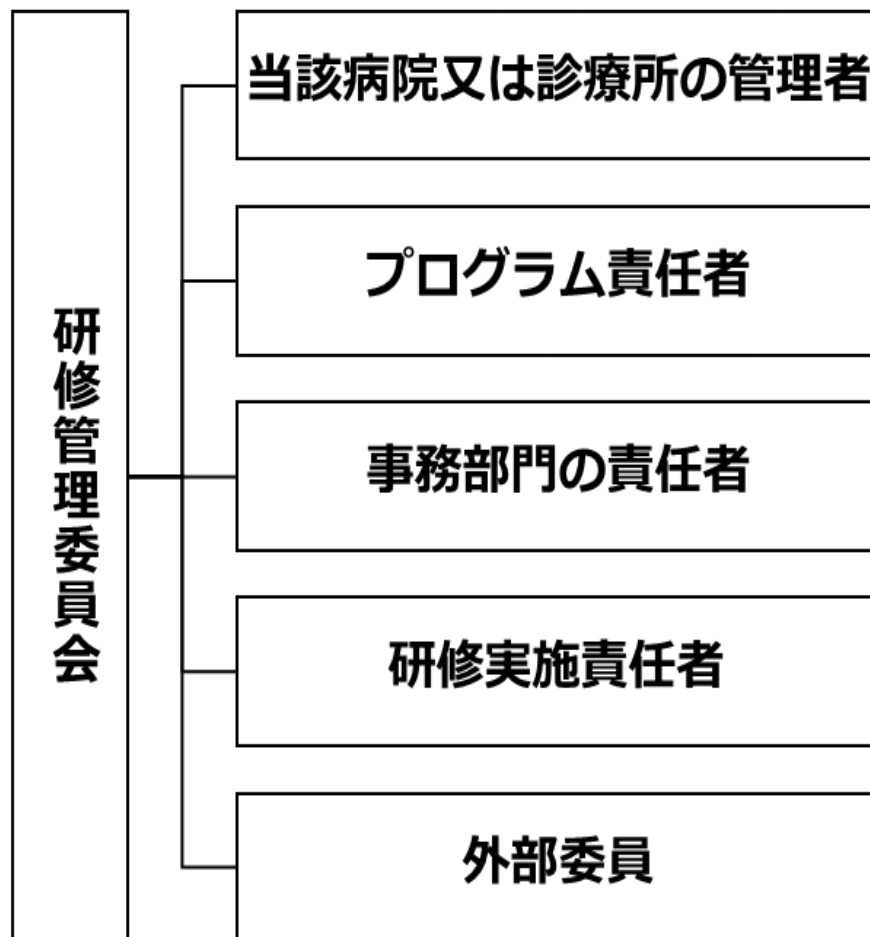 研修管理委員会
当該病院又は診療所の管理者
プログラム責任者
事務部門の責任者
研修実施責任者
外部委員